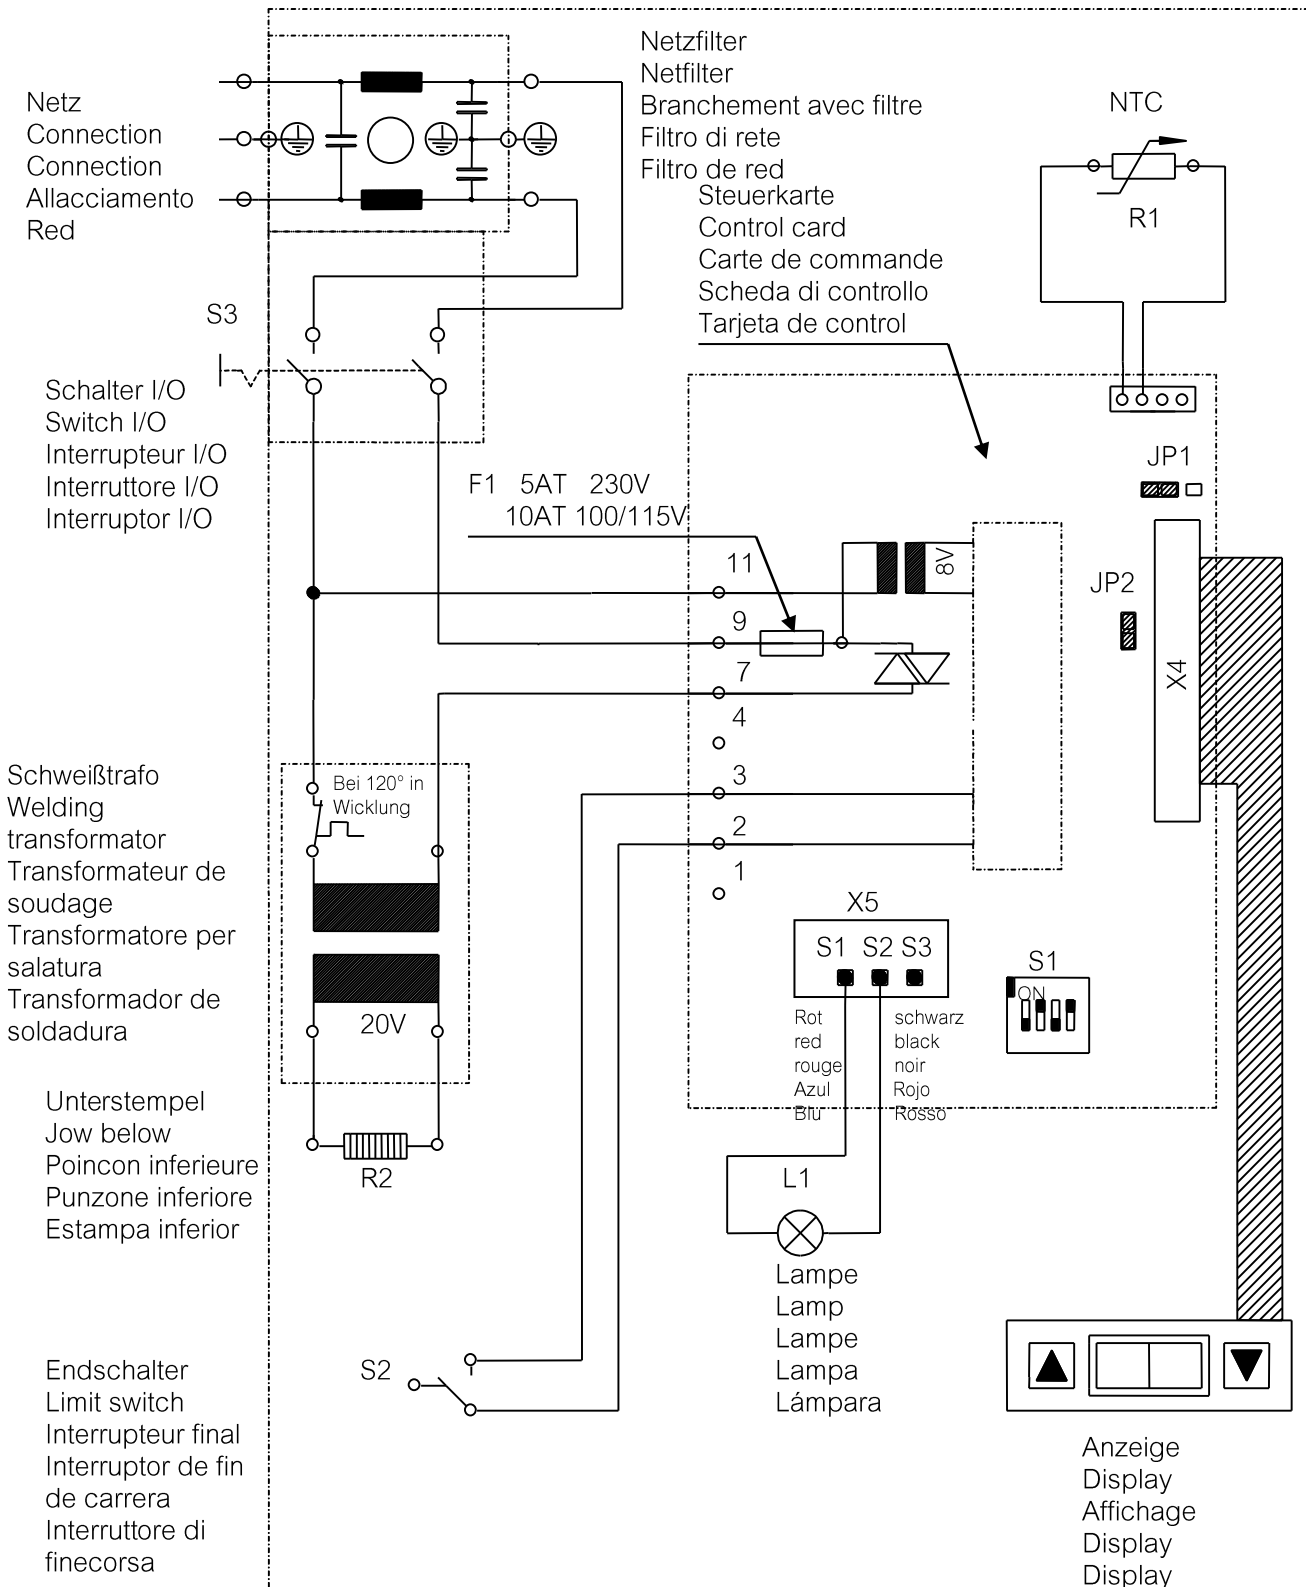 Netzfilter
Netfilter
Branchement avec filtre
Filtro di rete
Filtro de red
Netz
Connection
Connection
Allacciamento
Red
NTC
R1
Steuerkarte
Control card
Carte de commande
Scheda di controllo
Tarjeta de control
S3
Schalter I/O
Switch I/O
Interrupteur I/O
Interruttore I/O
Interruptor I/O
F1 5AT 230V
10AT 100/115V
JP1
JP2
X4
8V
11
9
7
4
3
2
1
Schweißtrafo
Welding
transformator
Transformateur de
soudage
Transformatore per
salatura
Transformador de
soldadura
Bei 120° in
Wicklung
20V
X5
S1 S2 S3
Rot
red
rouge
Azul
Blu
schwarz
black
noir
Rojo
Rosso
S1
ON
Unterstempel
Jow below
Poincon inferieure
Punzone inferiore
Estampa inferior
R2
L1
Lampe
Lamp
Lampe
Lampa
Lámpara
S2
Endschalter
Limit switch
Interrupteur final
Interruptor de fin
de carrera
Interruttore di
finecorsa
Anzeige
Display
Affichage
Display
Display